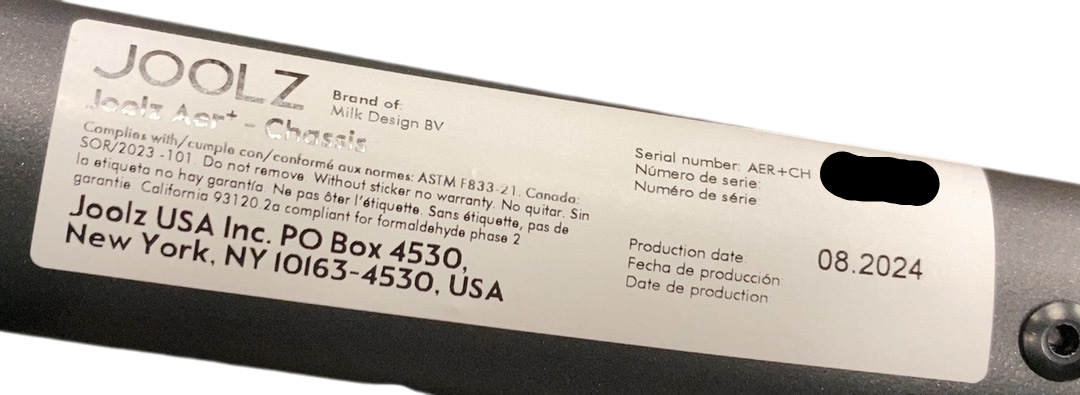 JOOLZ
Joolz Aer+ - Chassis
Brand of:
Milk Design BV
Complies with/cumple con/conformé aux normes: ASTM F833-21. Canada:
SOR/2023 -101. Do not remove. Without sticker no warranty. No quitar. Sin
la etiqueta no hay garantía. Ne pas ôter l'étiquette. Sans étiquette, pas de
garantie. California 93120.2a compliant for formaldehyde phase 2
Joolz USA Inc. PO Box 4530,
New York, NY 10163-4530, USA
Serial number: AER+CH
Número de serie:
Numéro de série:
Production date:
Fecha de producción:
Date de production:
08.2024